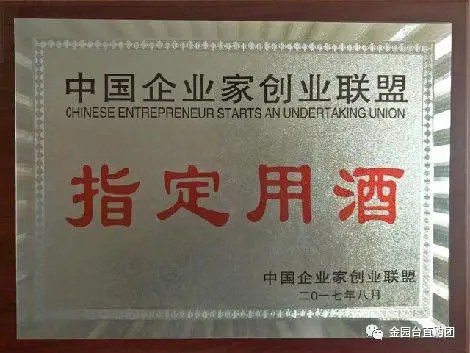 中国企业家创业联盟
CHINESE ENTREPRENEUR STARTS AN UNDERTAKING UNION
指定用酒
中国企业家创业联盟
二〇一七年八月
金园台直购团